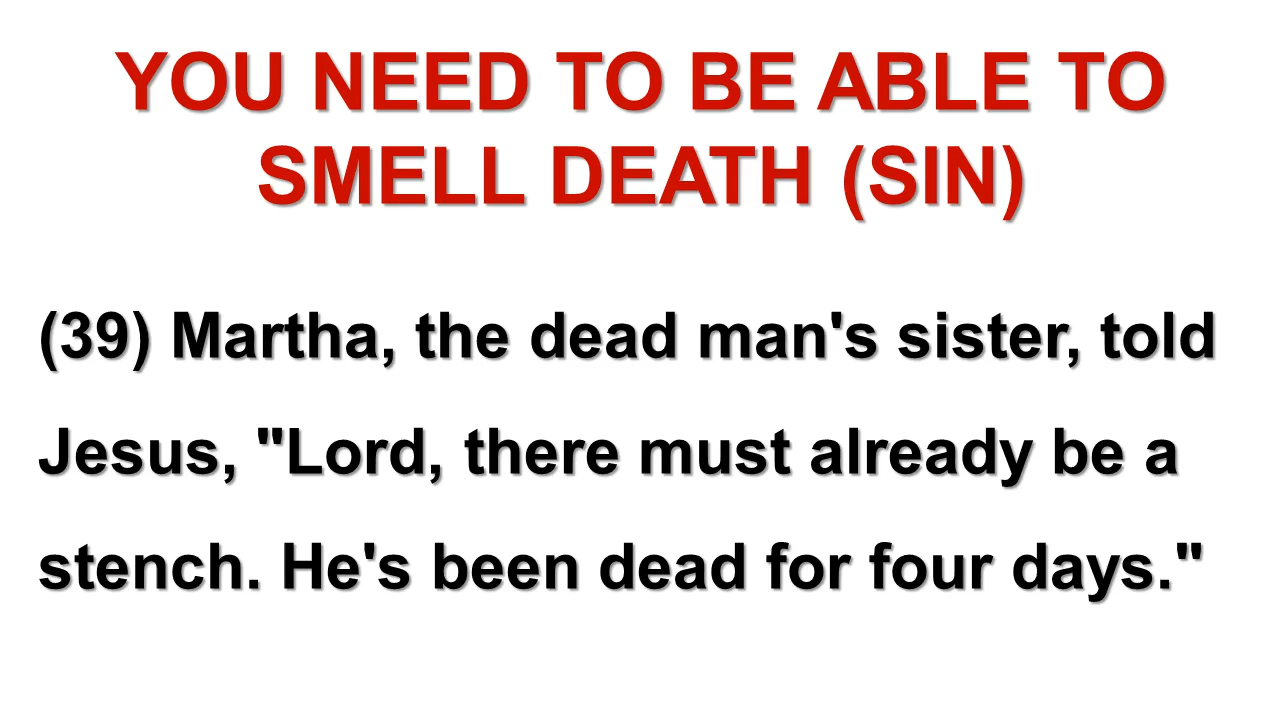 YOU NEED TO BE ABLE TO
SMELL DEATH (SIN)
(39) Martha, the dead man's sister, told
Jesus, "Lord, there must already be a
stench. He's been dead for four days."